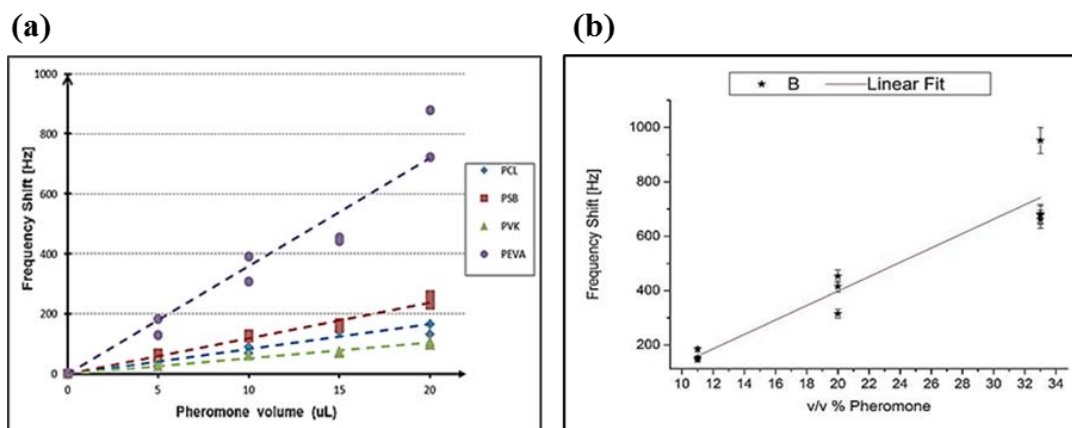 (a)
(b)
1000
800
600
400
200
0
Frequency Shift [Hz]
0 5 10 15 20
Pheromone volume (uL)
PCL
PSB
PVK
PEVA
B Linear Fit
1000
800
600
400
200
Frequency Shift [Hz]
10 12 14 16 18 20 22 24 26 28 30 32 34
v/v % Pheromone